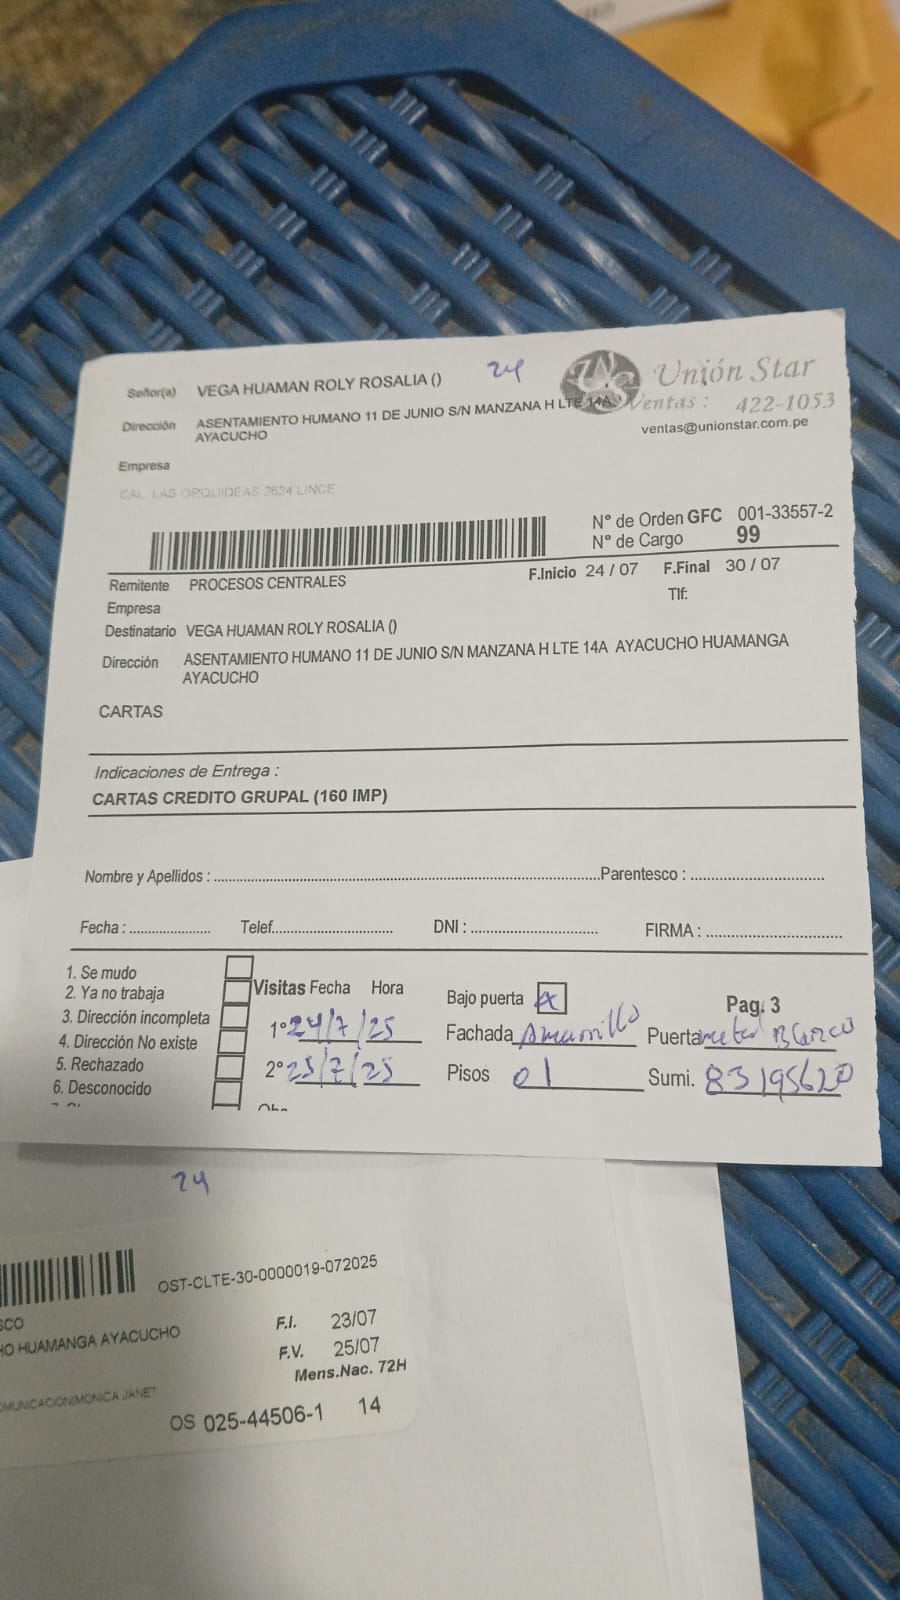 24
Señor(a) VEGA HUAMAN ROLY ROSALIA ()
Unión Star
Dirección ASENTAMIENTO HUMANO 11 DE JUNIO S/N MANZANA H LTE 14A
AYACUCHO
Ventas : 422-1053
ventas@unionstar.com.pe
Empresa
CAL. LAS ORQUIDEAS 2624 LINCE
N° de Orden GFC 001-33557-2
N° de Cargo 99
Remitente PROCESOS CENTRALES
F.Inicio 24 / 07 F.Final 30 / 07
Empresa
Tlf:
Destinatario VEGA HUAMAN ROLY ROSALIA ()
Dirección ASENTAMIENTO HUMANO 11 DE JUNIO S/N MANZANA H LTE 14A AYACUCHO HUAMANGA
AYACUCHO
CARTAS
Indicaciones de Entrega :
CARTAS CREDITO GRUPAL (160 IMP)
Nombre y Apellidos : Parentesco :
Fecha : Telef. DNI : FIRMA :
1. Se mudo
2. Ya no trabaja
3. Dirección incompleta
4. Dirección No existe
5. Rechazado
6. Desconocido
Visitas Fecha Hora
1° 24/7/25
2° 25/7/25
Bajo puerta x
Pag. 3
Fachada Amarillo Puerta metal Blanco
Pisos 01 Sumi. 83195620
24
OST-CLTE-30-0000019-072025
SCO
HO HUAMANGA AYACUCHO
F.I. 23/07
F.V. 25/07
Mens.Nac. 72H
OMUNICACION/MONICA JANET
OS 025-44506-1 14